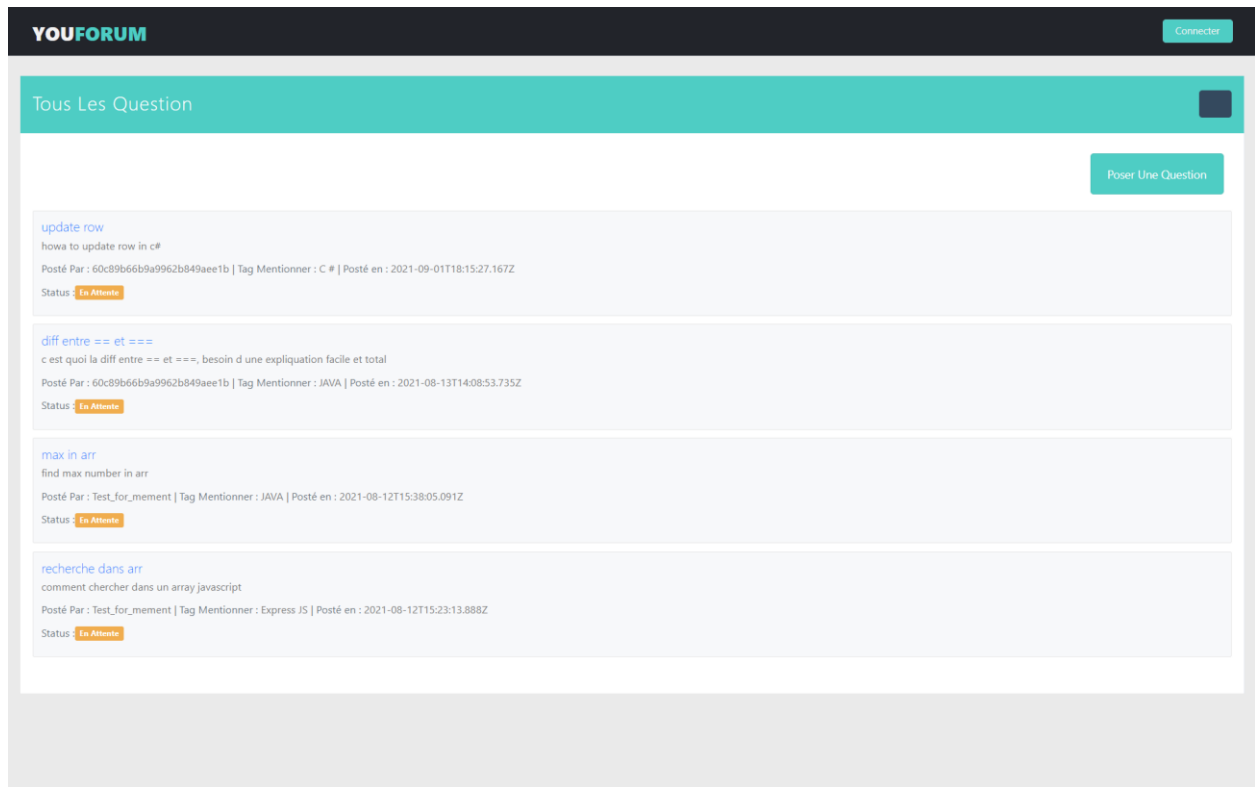 YOUFORUM
Connecter
Tous Les Question
Poser Une Question
update row
howa to update row in c#
Posté Par : 60c89b66b9a9962b849aee1b | Tag Mentionner : C # | Posté en : 2021-09-01T18:15:27.167Z
Status : En Attente
diff entre == et ===
c est quoi la diff entre == et ===, besoin d une expliquation facile et total
Posté Par : 60c89b66b9a9962b849aee1b | Tag Mentionner : JAVA | Posté en : 2021-08-13T14:08:53.735Z
Status : En Attente
max in arr
find max number in arr
Posté Par : Test_for_mement | Tag Mentionner : JAVA | Posté en : 2021-08-12T15:38:05.091Z
Status : En Attente
recherche dans arr
comment chercher dans un array javascript
Posté Par : Test_for_mement | Tag Mentionner : Express JS | Posté en : 2021-08-12T15:23:13.888Z
Status : En Attente